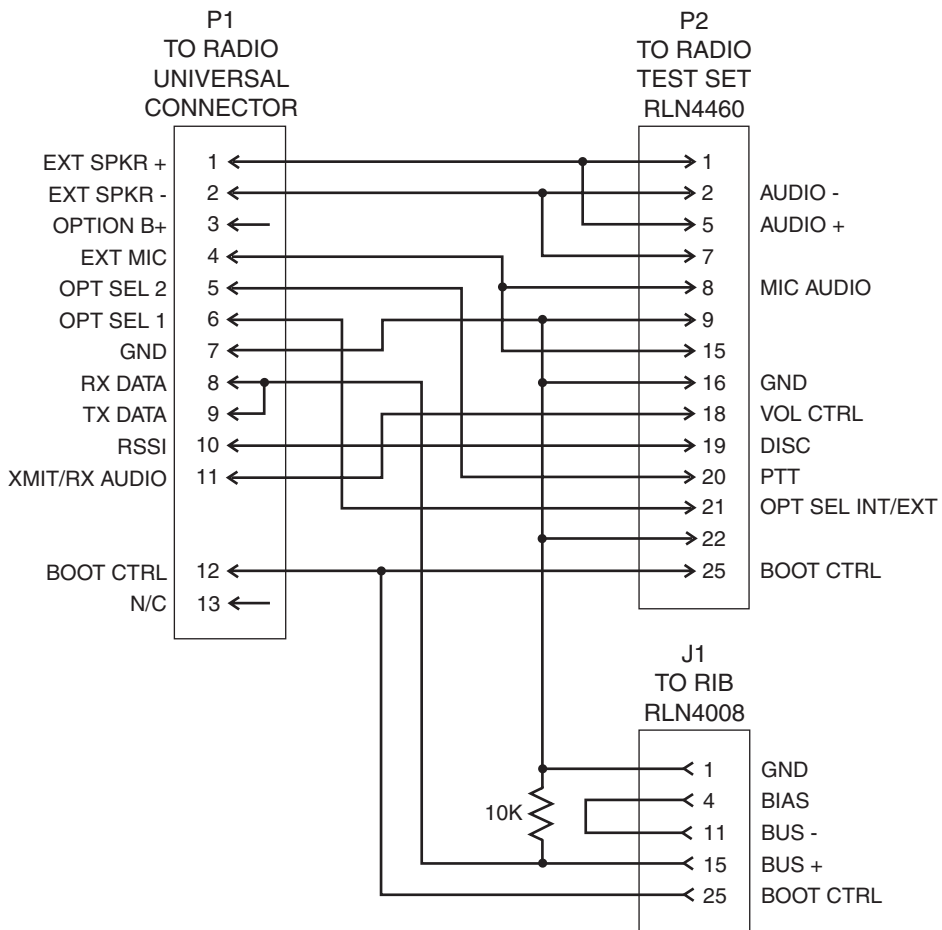 P1
TO RADIO
UNIVERSAL
CONNECTOR
EXT SPKR + 1
EXT SPKR - 2
OPTION B+ 3
EXT MIC 4
OPT SEL 2 5
OPT SEL 1 6
GND 7
RX DATA 8
TX DATA 9
RSSI 10
XMIT/RX AUDIO 11
BOOT CTRL 12
N/C 13
P2
TO RADIO
TEST SET
RLN4460
1
2 AUDIO -
5 AUDIO +
7
8 MIC AUDIO
9
15
16 GND
18 VOL CTRL
19 DISC
20 PTT
21 OPT SEL INT/EXT
22
25 BOOT CTRL
J1
TO RIB
RLN4008
1 GND
4 BIAS
11 BUS -
15 BUS +
25 BOOT CTRL
10K